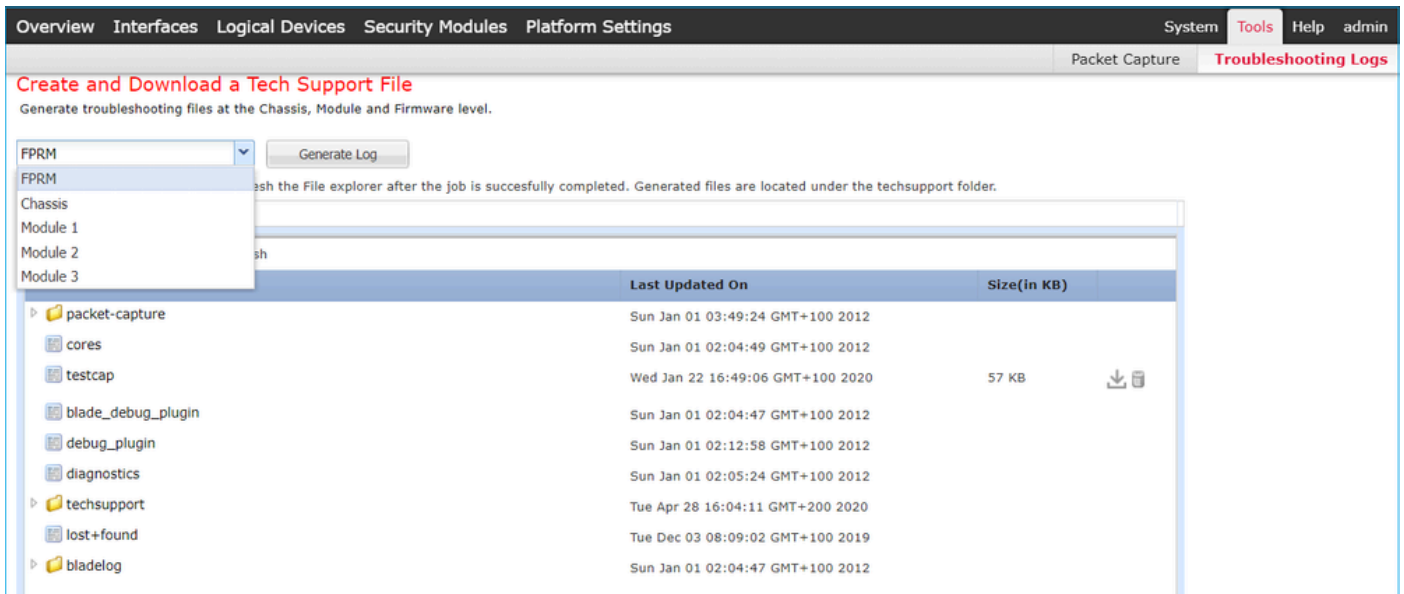 Overview Interfaces Logical Devices Security Modules Platform Settings System Tools Help admin
Packet Capture Troubleshooting Logs
Create and Download a Tech Support File
Generate troubleshooting files at the Chassis, Module and Firmware level.
FPRM Generate Log
FPRM
esh the File explorer after the job is succesfully completed. Generated files are located under the techsupport folder.
Chassis
Module 1
Module 2
sh
Module 3
Last Updated On Size(in KB)
packet-capture Sun Jan 01 03:49:24 GMT+100 2012
cores Sun Jan 01 02:04:49 GMT+100 2012
testcap Wed Jan 22 16:49:06 GMT+100 2020 57 KB
blade_debug_plugin Sun Jan 01 02:04:47 GMT+100 2012
debug_plugin Sun Jan 01 02:12:58 GMT+100 2012
diagnostics Sun Jan 01 02:05:24 GMT+100 2012
techsupport Tue Apr 28 16:04:11 GMT+200 2020
lost+found Tue Dec 03 08:09:02 GMT+100 2019
bladelog Sun Jan 01 02:04:47 GMT+100 2012